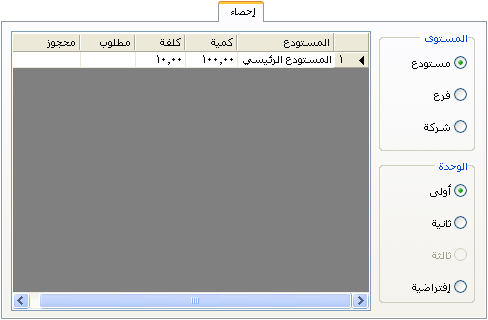 إحصاء
المستوى
مستودع
فرع
شركة
الوحدة
أولى
ثانية
ثالثة
إفتراضية
المستودع كمية كلفة مطلوب محجوز
١ المستودع الرئيسي ١٠٠,٠٠ ١٠,٠٠